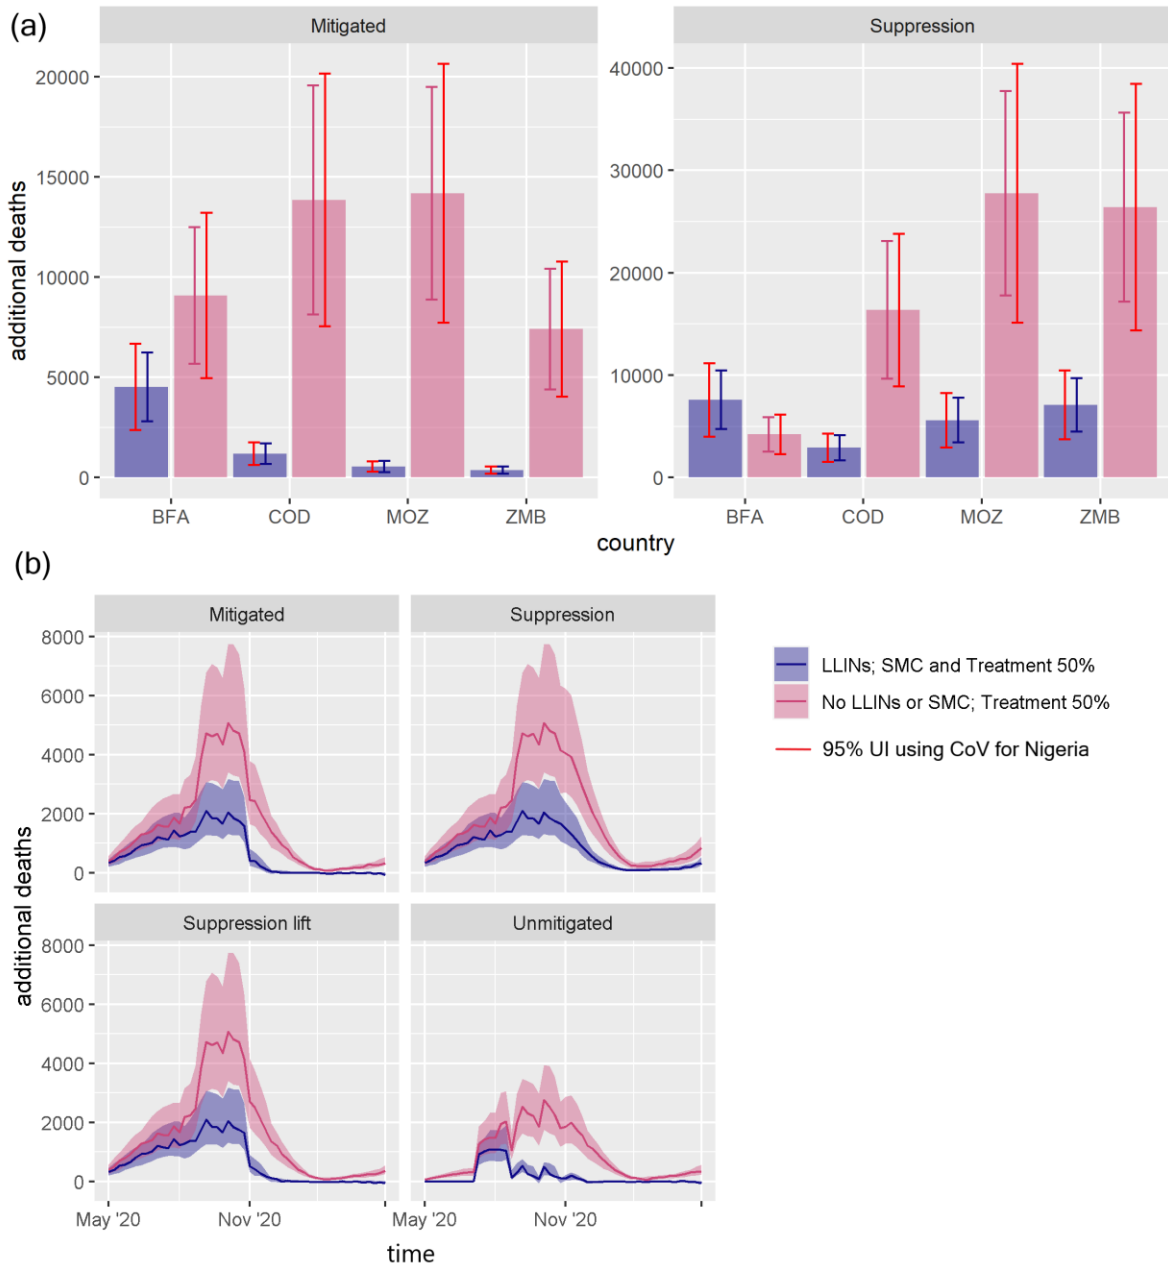 (a)
Mitigated
Suppression
additional deaths
20000
15000
10000
5000
0
40000
30000
20000
10000
0
BFA COD MOZ ZMB
BFA COD MOZ ZMB
country
(b)
Mitigated
Suppression
additional deaths
8000
6000
4000
2000
0
Suppression lift
Unmitigated
8000
6000
4000
2000
0
May '20 Nov '20
May '20 Nov '20
time
LLINs; SMC and Treatment 50%
No LLINs or SMC; Treatment 50%
95% UI using CoV for Nigeria